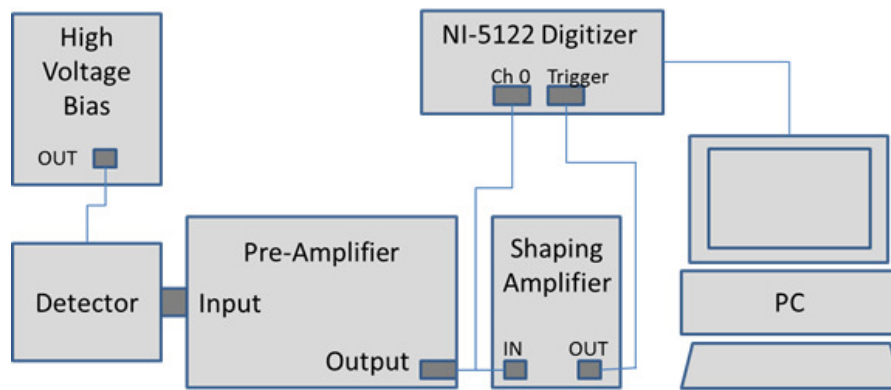 High
Voltage
Bias
OUT
NI-5122 Digitizer
Ch 0 Trigger
Detector
Pre-Amplifier
Input
Output
Shaping
Amplifier
IN OUT
PC